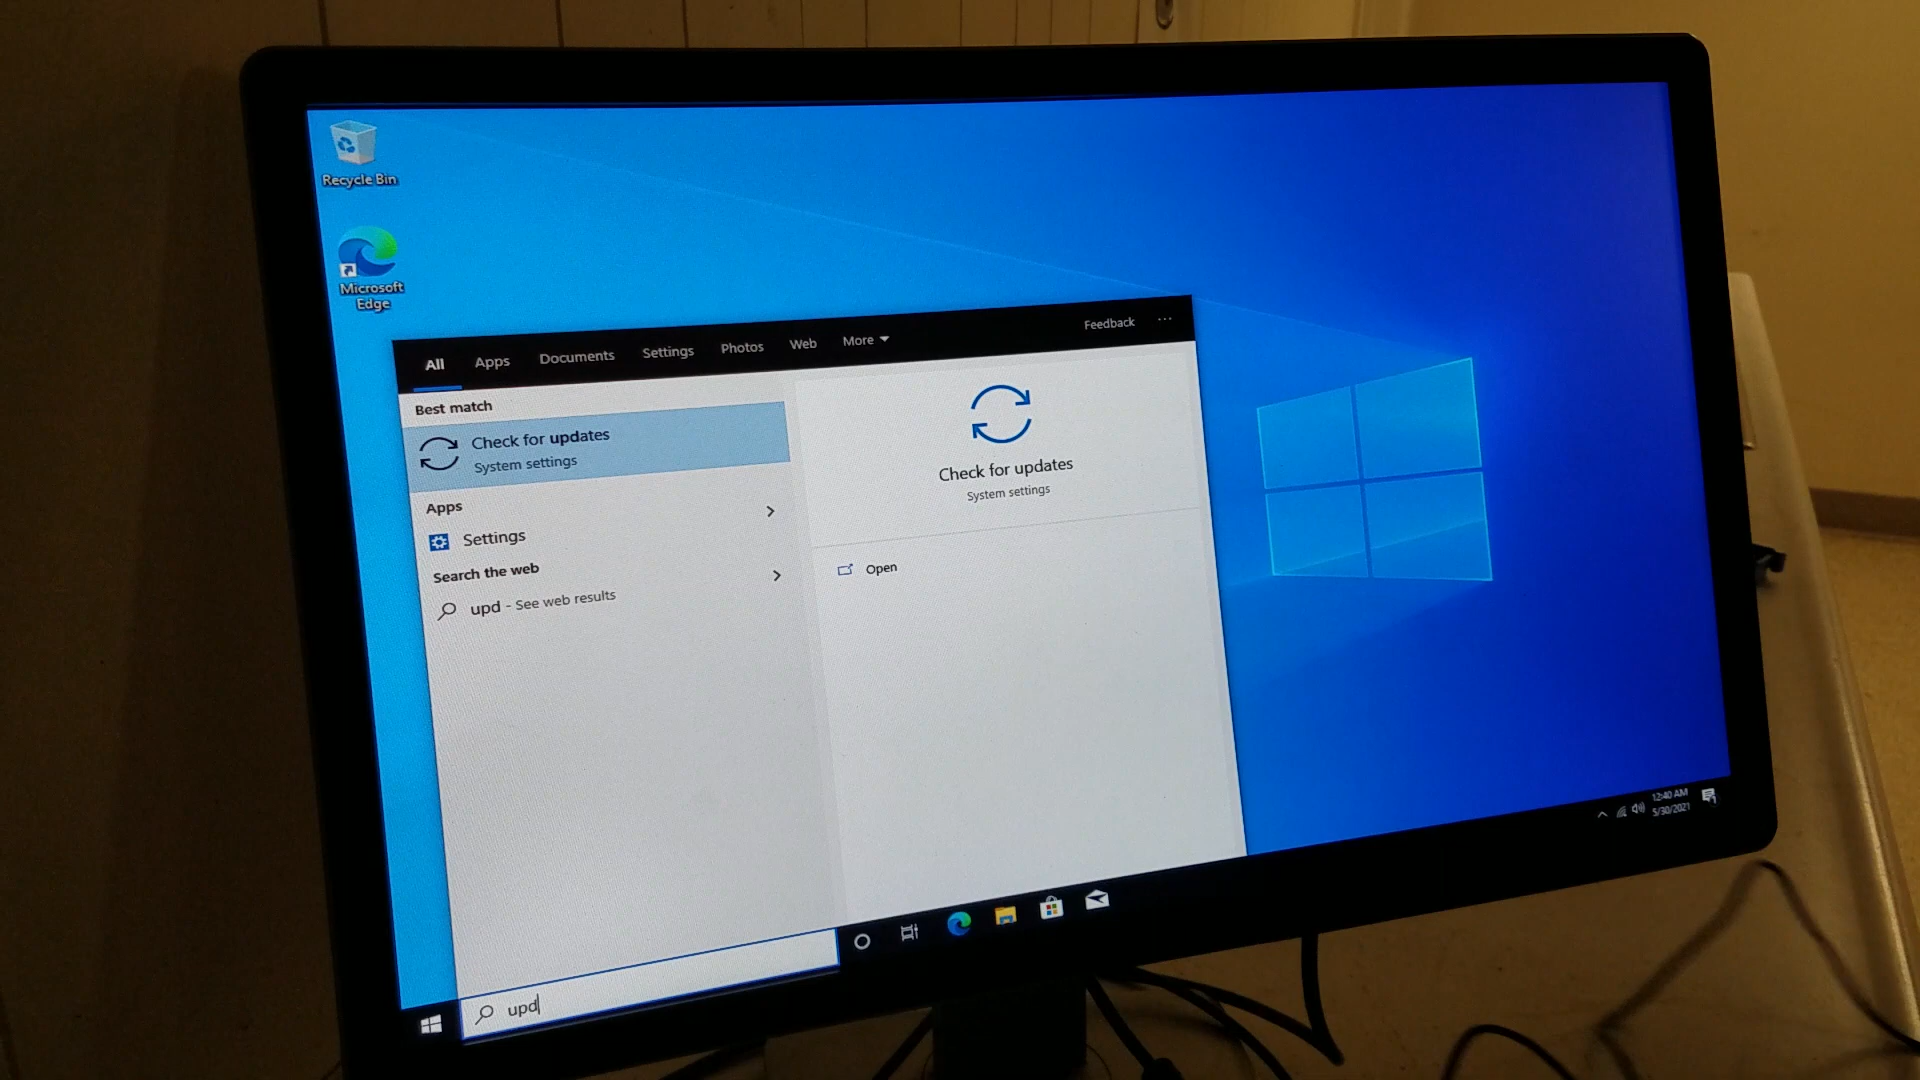 Recycle Bin
Microsoft
Edge
All Apps Documents Settings Photos Web More Feedback ...
Best match
Check for updates
System settings
Apps
Settings
Search the web
upd - See web results
Check for updates
System settings
Open
upd
12:40 AM
5/30/2021